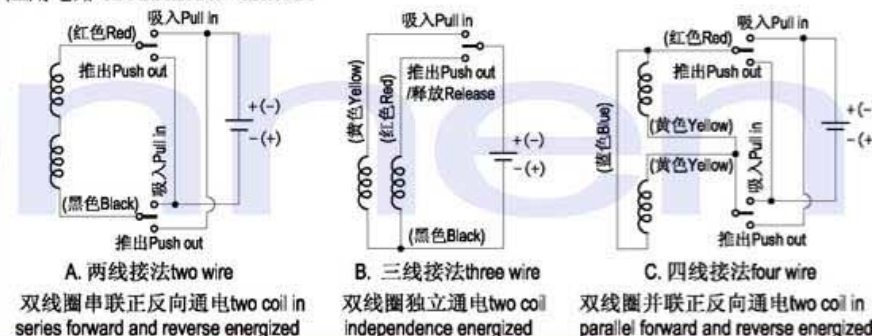 吸入Pull in
(红色Red)
推出Push out
+(-)
-(+)
吸入Pull in
(黑色Black)
推出Push out
A. 两线接法two wire
双线圈串联正反向通电two coil in
series forward and reverse energized
吸入Pull in
推出Push out
/释放Release
(黄色Yellow)
(红色Red)
+(-)
-(+)
(黑色Black)
B. 三线接法three wire
双线圈独立通电two coil
independence energized
吸入Pull in
(红色Red)
推出Push out
(蓝色Blue)
(黄色Yellow)
(黄色Yellow)
吸入Pull in
+(-)
-(+)
推出Push out
C. 四线接法four wire
双线圈并联正反向通电two coil in
parallel forward and reverse energized